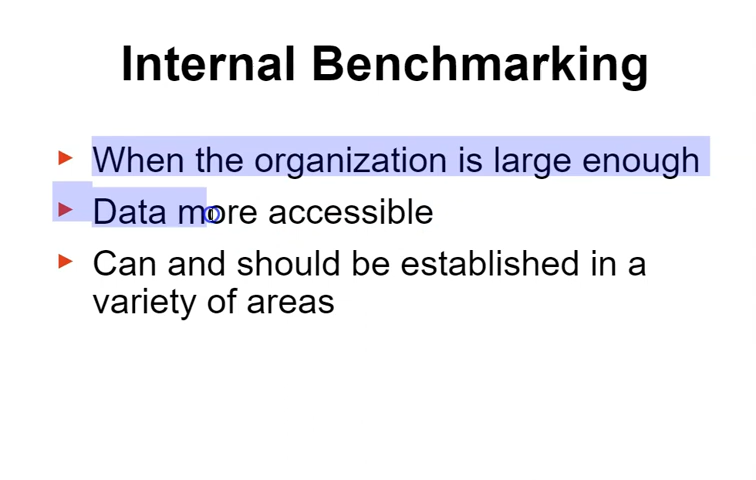 Internal Benchmarking
When the organization is large enough
Data more accessible
Can and should be established in a
variety of areas